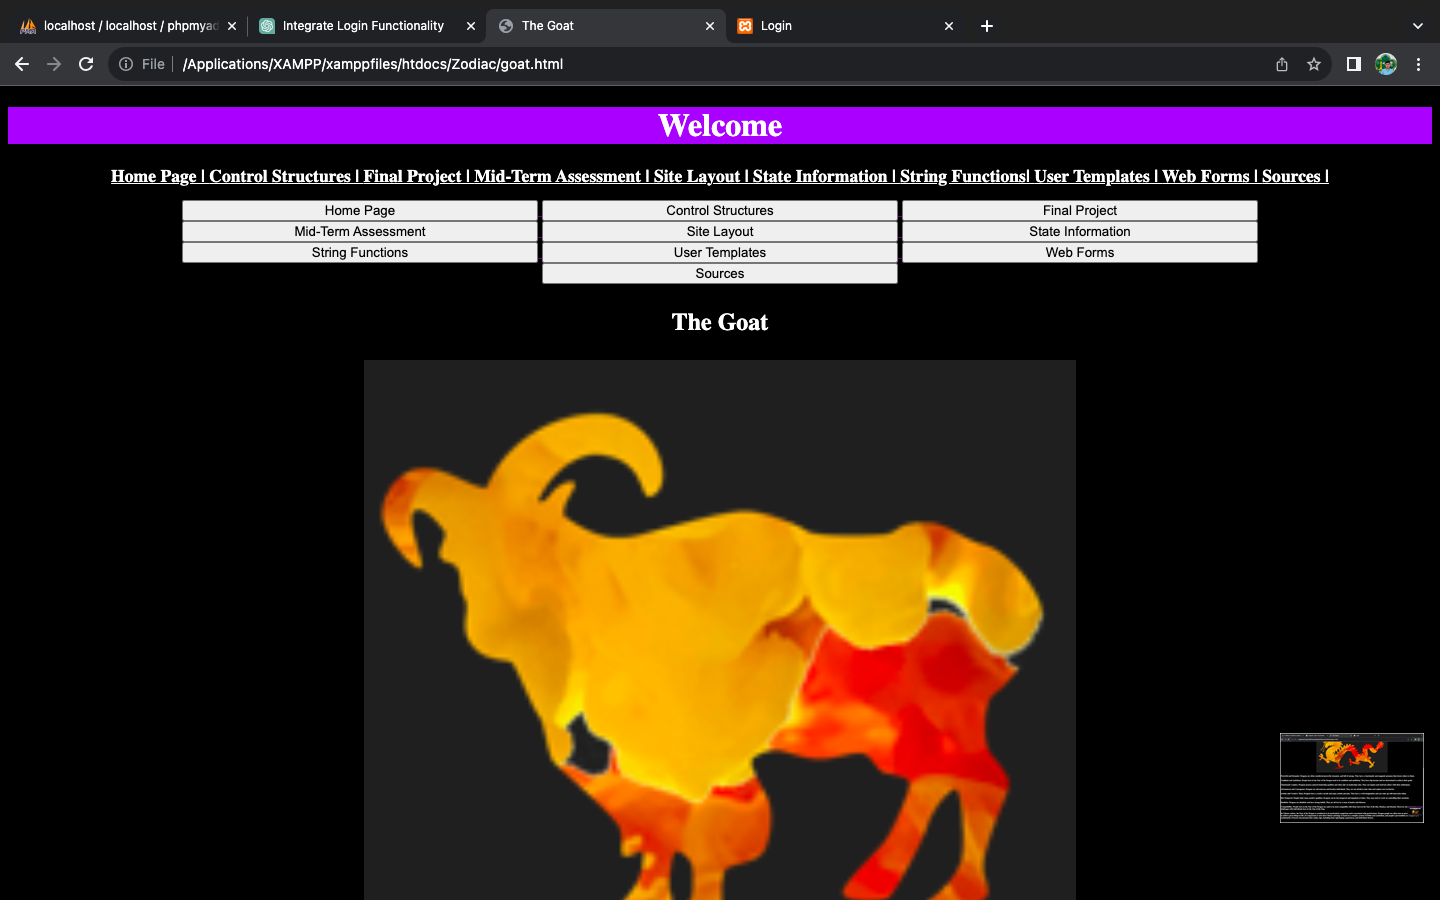 localhost / localhost / phpmyad
Integrate Login Functionality
The Goat
Login
File
/Applications/XAMPP/xamppfiles/htdocs/Zodiac/goat.html
Welcome
Home Page | Control Structures | Final Project | Mid-Term Assessment | Site Layout | State Information | String Functions| User Templates | Web Forms | Sources |
Home Page Control Structures Final Project
Mid-Term Assessment Site Layout State Information
String Functions User Templates Web Forms
Sources
The Goat